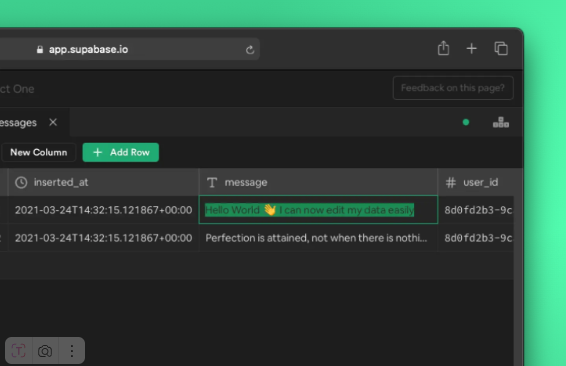 app.supabase.io
ct One
Feedback on this page?
essages
New Column
+ Add Row
inserted_at
message
# user_id
2021-03-24T14:32:15.121867+00:00
Hello World 👋 I can now edit my data easily
8d0fd2b3-9c
2021-03-24T14:32:15.121867+00:00
Perfection is attained, not when there is nothi...
8d0fd2b3-9c